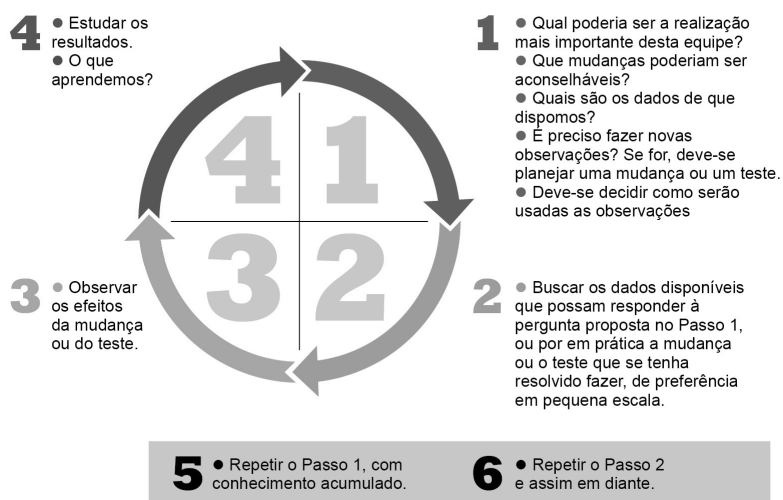 1
● Qual poderia ser a realização
mais importante desta equipe?
● Que mudanças poderiam ser
aconselháveis?
● Quais são os dados de que
dispomos?
● É preciso fazer novas
observações? Se for, deve-se
planejar uma mudança ou um teste.
● Deve-se decidir como serão
usadas as observações
2
● Buscar os dados disponíveis
que possam responder à
pergunta proposta no Passo 1,
ou por em prática a mudança
ou o teste que se tenha
resolvido fazer, de preferência
em pequena escala.
3
● Observar
os efeitos
da mudança
ou do teste.
4
● Estudar os
resultados.
● O que
aprendemos?
4 1
3 2
5
● Repetir o Passo 1, com
conhecimento acumulado.
6
● Repetir o Passo 2
e assim em diante.